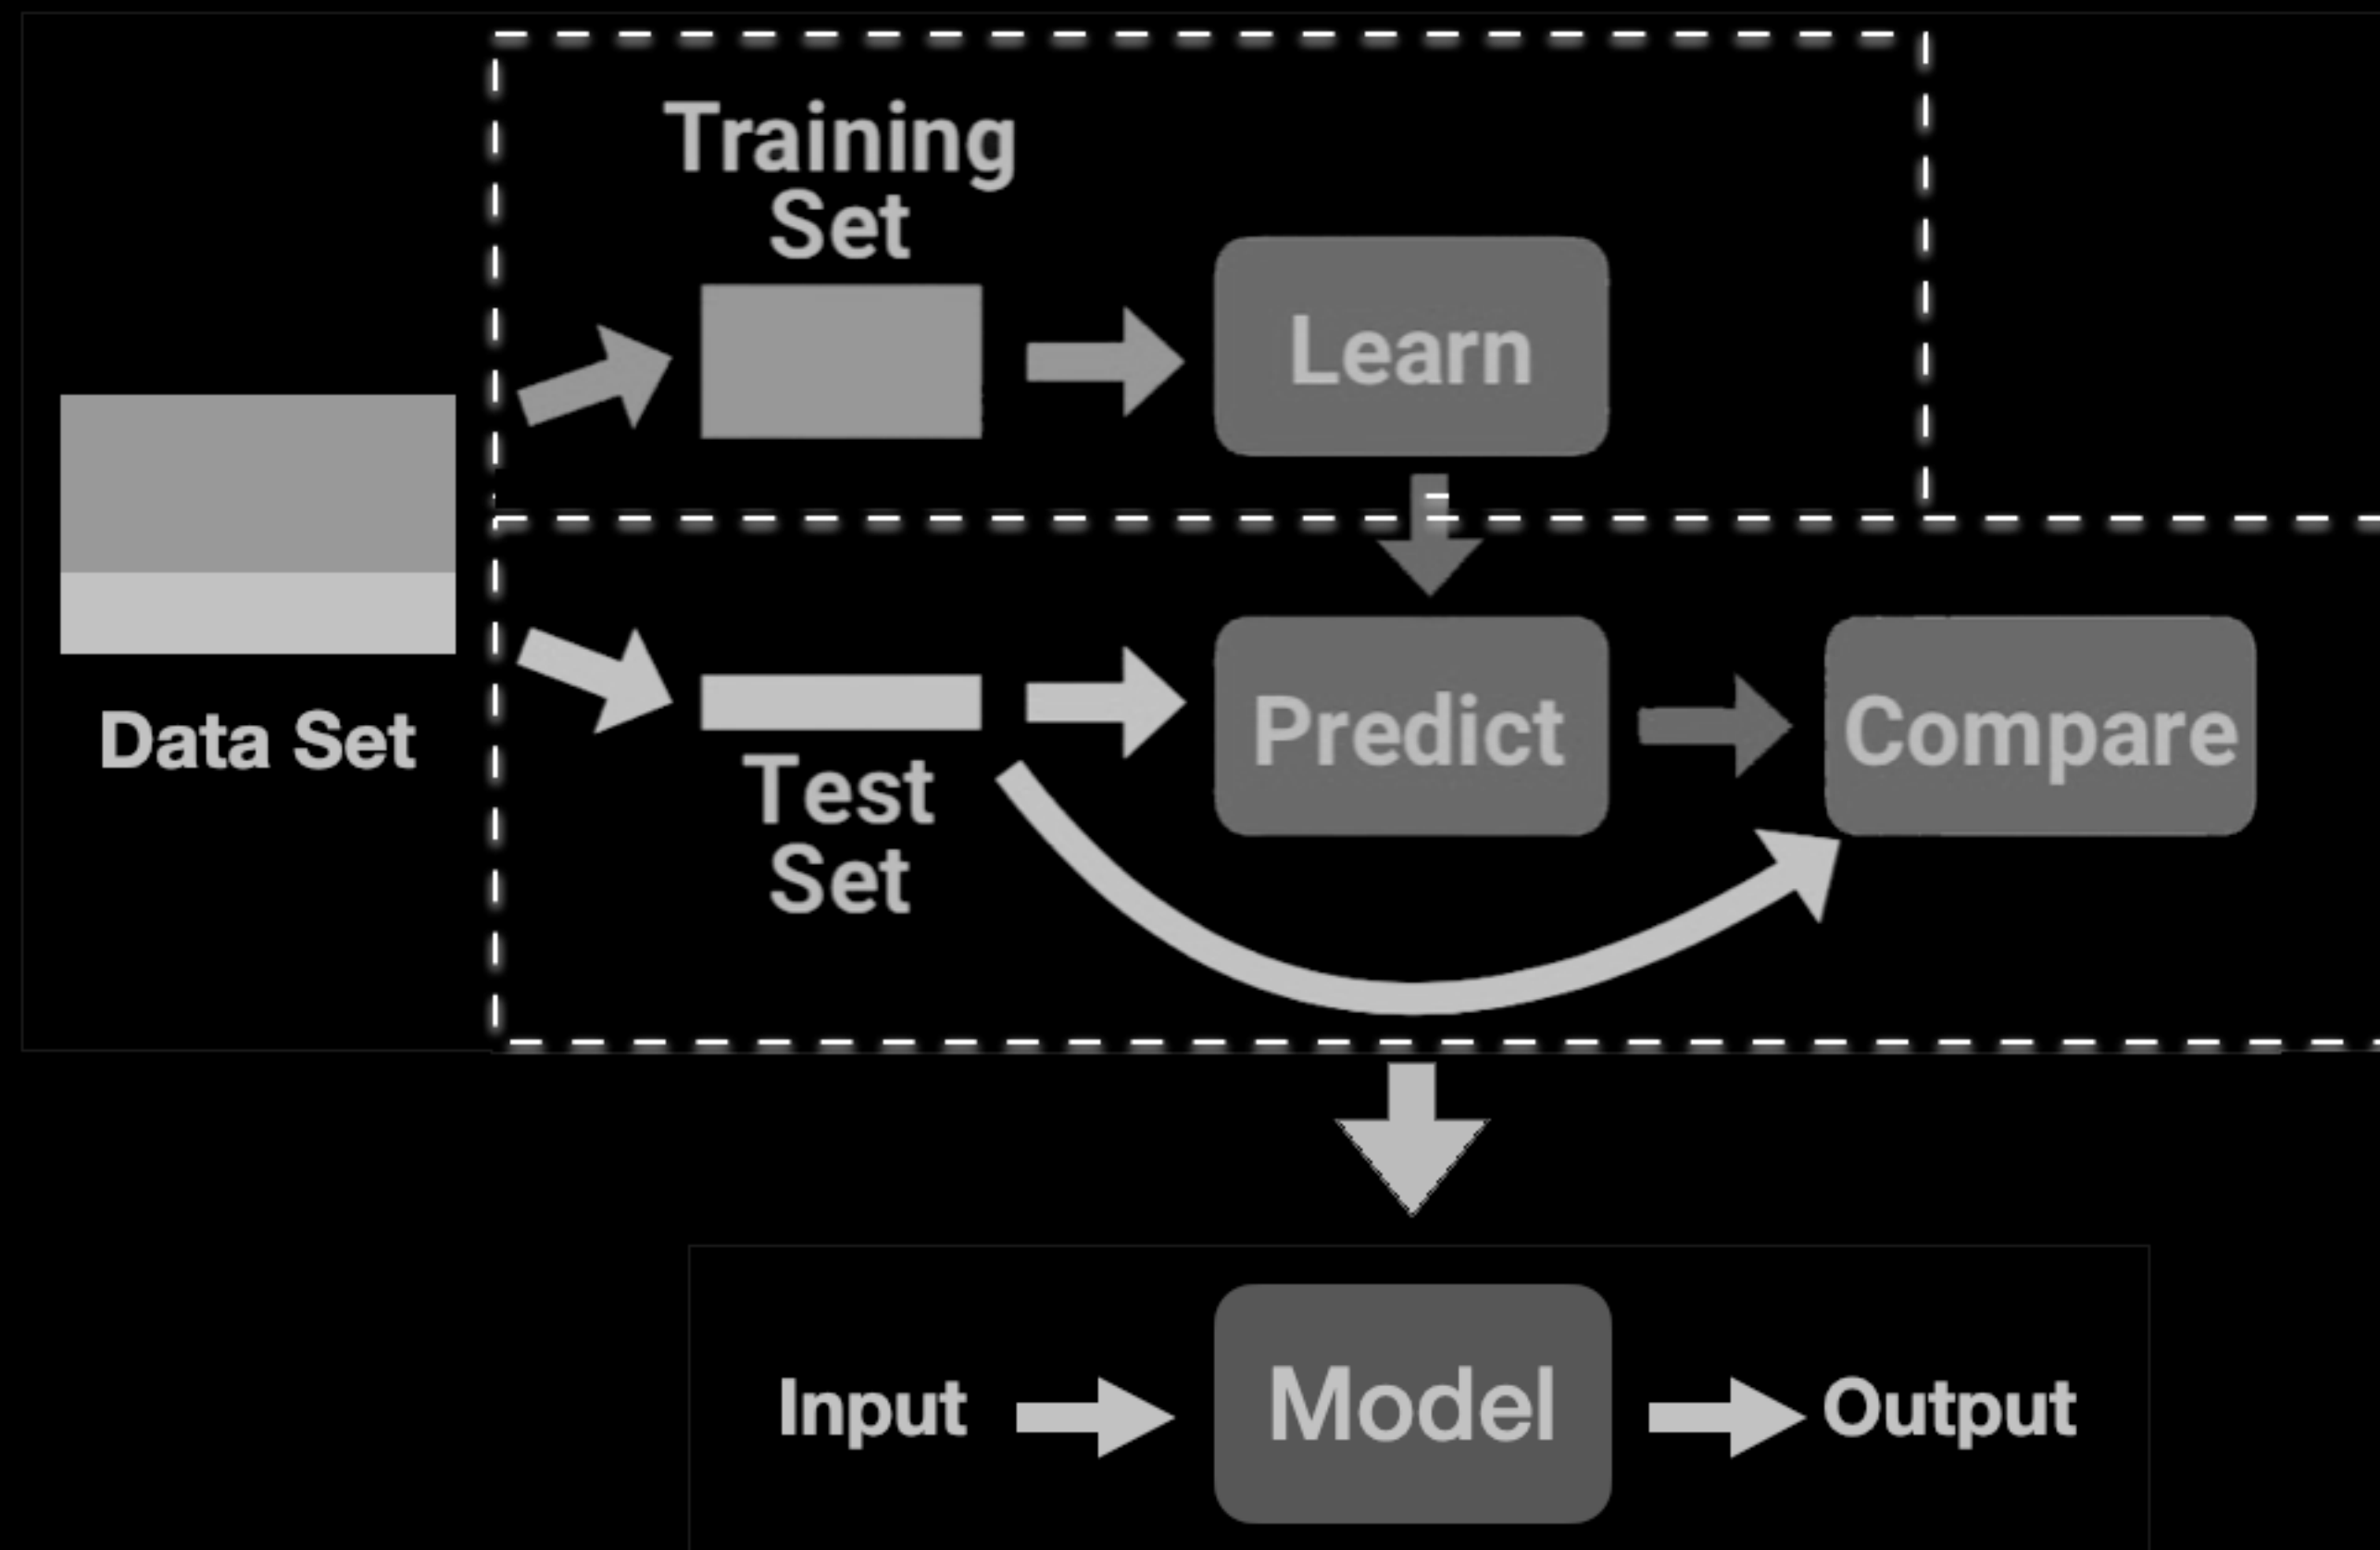 Training
Set
Learn
Data Set
Predict
Compare
Test
Set
Input
Model
Output